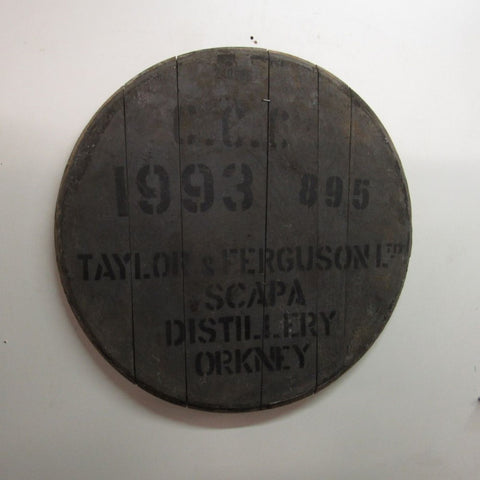 1993 895
TAYLOR & FERGUSON LTD
SCAPA
DISTILLERY
ORKNEY